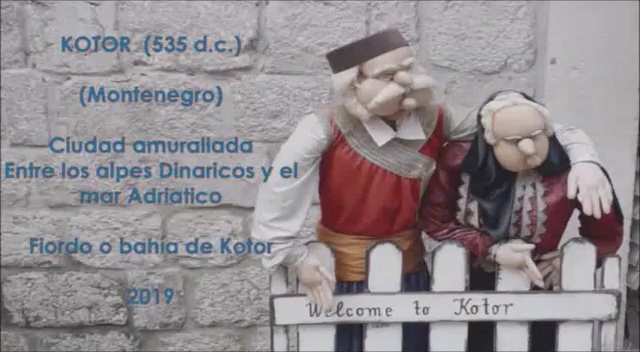 KOTOR (535 d.c.)
(Montenegro)
Ciudad amurallada
Entre los alpes Dinaricos y el
mar Adriatico
Fiordo o bahia de Kotor
2019
Welcome to Kotor